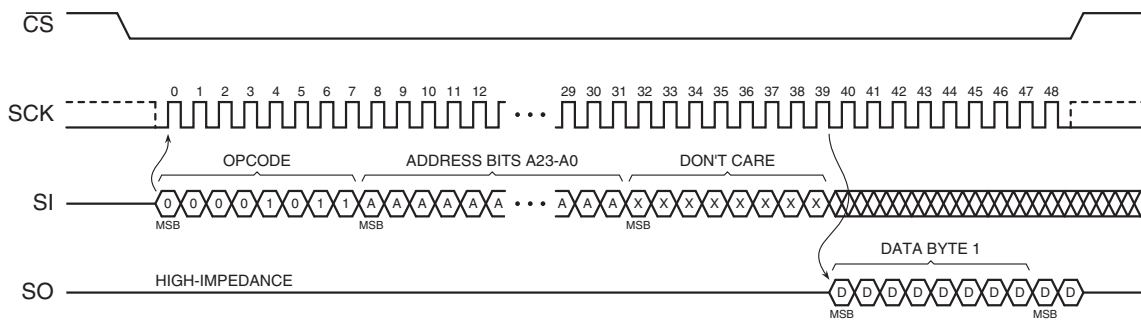 CS
0 1 2 3 4 5 6 7 8 9 10 11 12 29 30 31 32 33 34 35 36 37 38 39 40 41 42 43 44 45 46 47 48
SCK
OPCODE ADDRESS BITS A23-A0 DON'T CARE
SI 0 0 0 0 1 0 1 1 A A A A A A • • • A A A X X X X X X X X
MSB MSB MSB
DATA BYTE 1
HIGH-IMPEDANCE
SO D D D D D D D D D D
MSB MSB